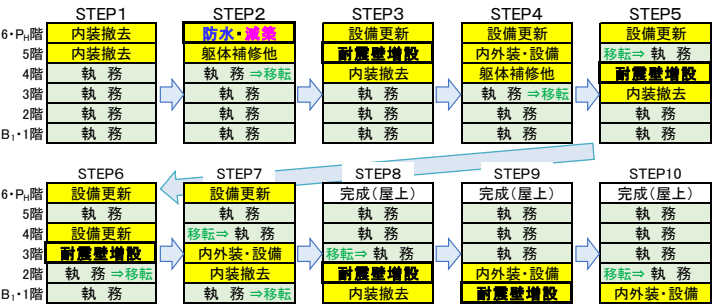 STEP1 STEP2 STEP3 STEP4 STEP5
6・PH階 内装撤去 防水・減築 設備更新 設備更新 設備更新
5階 内装撤去 躯体補修他 耐震壁増設 内外装・設備 移転⇒ 執 務
4階 執 務 執 務 ⇒移転 内装撤去 躯体補修他 耐震壁増設
3階 執 務 執 務 執 務 執 務 ⇒移転 内装撤去
2階 執 務 執 務 執 務 執 務 執 務
B1・1階 執 務 執 務 執 務 執 務 執 務
STEP6 STEP7 STEP8 STEP9 STEP10
6・PH階 設備更新 設備更新 完成(屋上) 完成(屋上) 完成(屋上)
5階 執 務 執 務 執 務 執 務 執 務
4階 設備更新 移転⇒ 執 務 執 務 執 務 執 務
3階 耐震壁増設 内外装・設備 移転⇒ 執 務 執 務 執 務
2階 執 務 ⇒移転 内装撤去 耐震壁増設 内外装・設備 移転⇒ 執 務
B1・1階 執 務 執 務 ⇒移転 内装撤去 耐震壁増設 内外装・設備